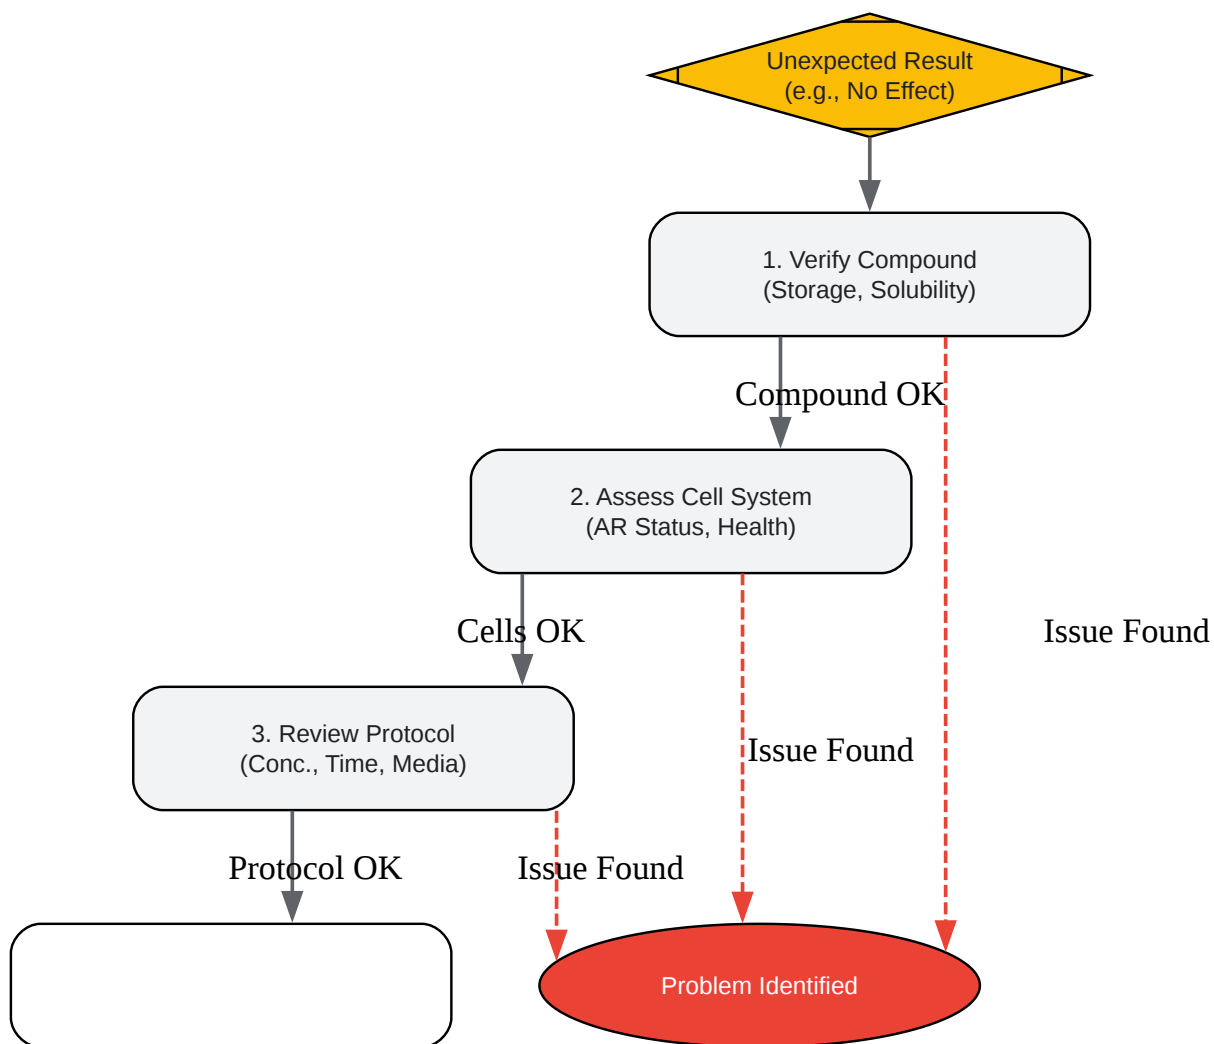 Unexpected Result
(e.g., No Effect)
1. Verify Compound
(Storage, Solubility)
Compound OK
2. Assess Cell System
(AR Status, Health)
Cells OK
Issue Found
3. Review Protocol
(Conc., Time, Media)
Issue Found
Protocol OK
Issue Found
Problem Identified